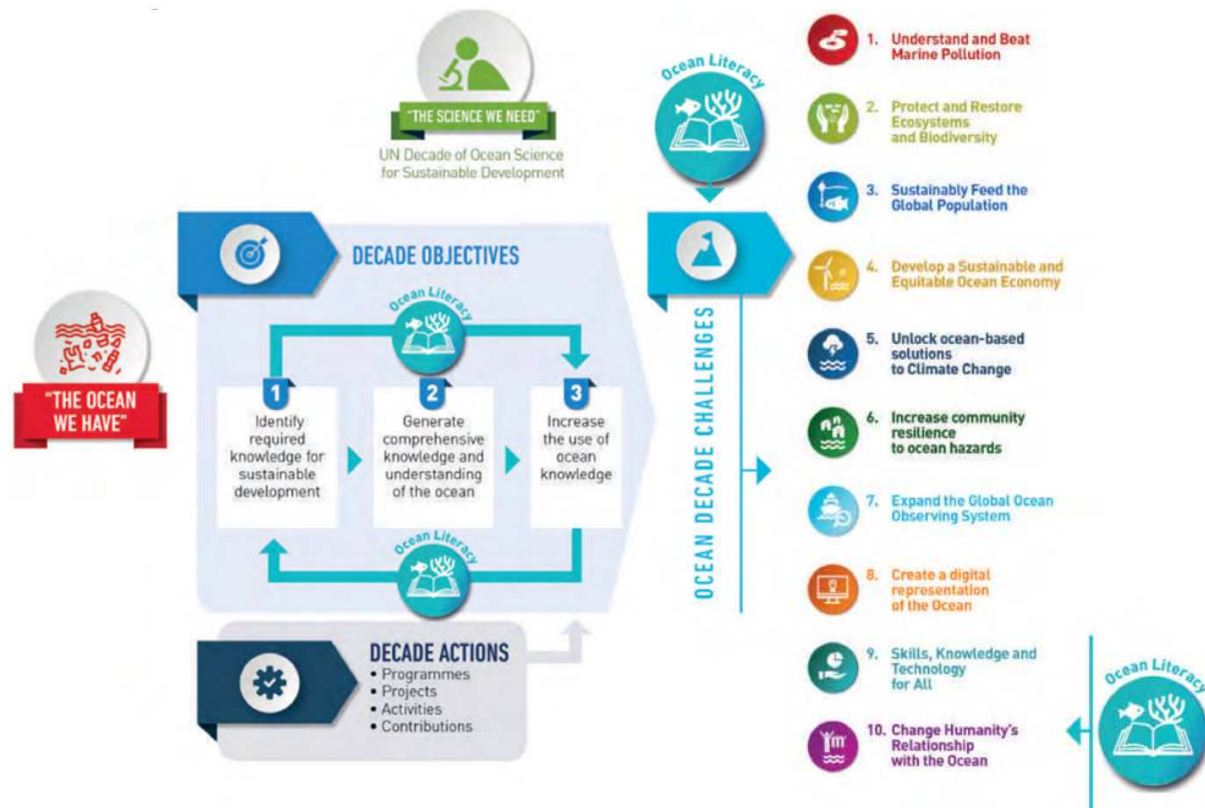 "THE SCIENCE WE NEED"
UN Decade of Ocean Science
for Sustainable Development
"THE OCEAN
WE HAVE"
DECADE OBJECTIVES
Ocean Literacy
1
Identify
required
knowledge for
sustainable
development
2
Generate
comprehensive
knowledge and
understanding
of the ocean
3
Increase
the use of
ocean
knowledge
Ocean Literacy
DECADE ACTIONS
• Programmes
• Projects
• Activities
• Contributions
Ocean Literacy
OCEAN DECADE CHALLENGES
1. Understand and Beat
Marine Pollution
2. Protect and Restore
Ecosystems
and Biodiversity
3. Sustainably Feed the
Global Population
4. Develop a Sustainable and
Equitable Ocean Economy
5. Unlock ocean-based
solutions
to Climate Change
6. Increase community
resilience
to ocean hazards
7. Expand the Global Ocean
Observing System
8. Create a digital
representation
of the Ocean
9. Skills, Knowledge and
Technology
for All
10. Change Humanity's
Relationship
with the Ocean
Ocean Literacy